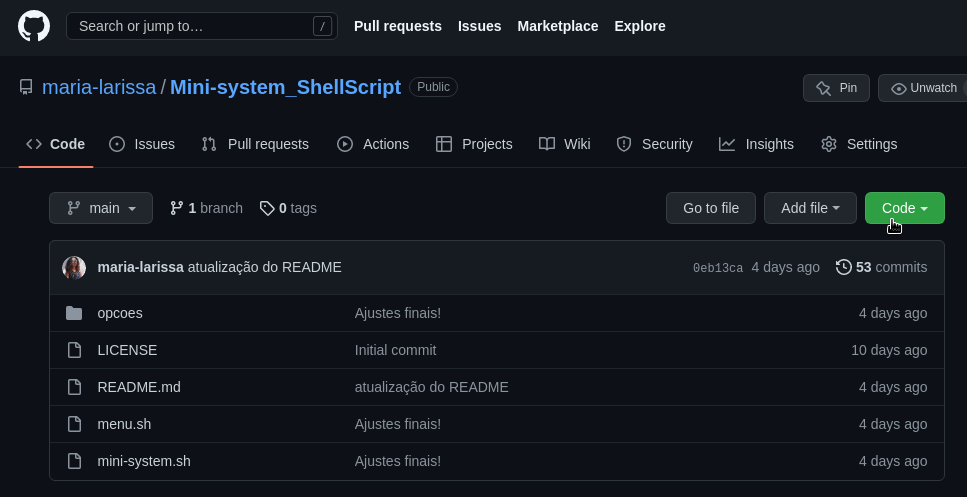 Search or jump to… /
Pull requests Issues Marketplace Explore
maria-larissa / Mini-system_ShellScript Public
Pin Unwatch
Code Issues Pull requests Actions Projects Wiki Security Insights Settings
main 1 branch 0 tags Go to file Add file Code
maria-larissa atualização do README 0eb13ca 4 days ago 53 commits
opcoes Ajustes finais! 4 days ago
LICENSE Initial commit 10 days ago
README.md atualização do README 4 days ago
menu.sh Ajustes finais! 4 days ago
mini-system.sh Ajustes finais! 4 days ago